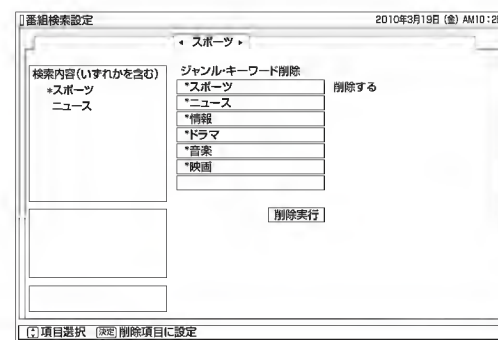 番組検索設定 2010年3月19日(金) AM10:2
スポーツ
検索内容(いずれかを含む)
*スポーツ
ニュース
ジャンル・キーワード削除
*スポーツ 削除する
*ニュース
*情報
*ドラマ
*音楽
*映画
削除実行
項目選択 決定 削除項目に設定